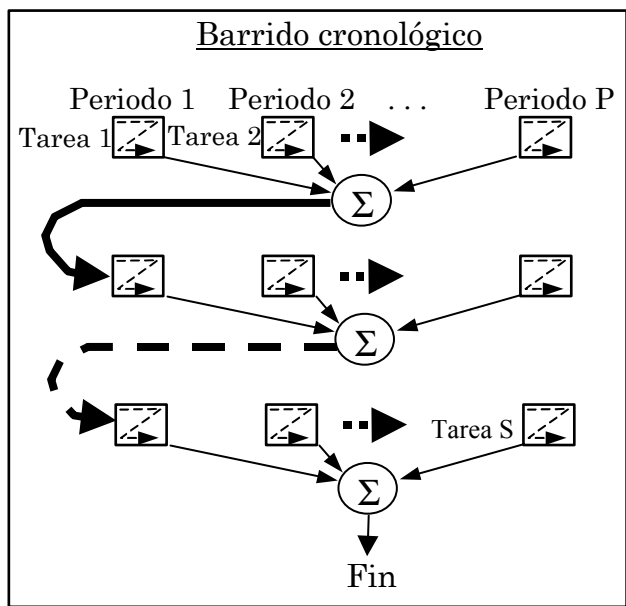 Barrido cronológico
Periodo 1 Periodo 2 . . . Periodo P
Tarea 1 Tarea 2
Σ
Σ
Tarea S
Σ
Fin